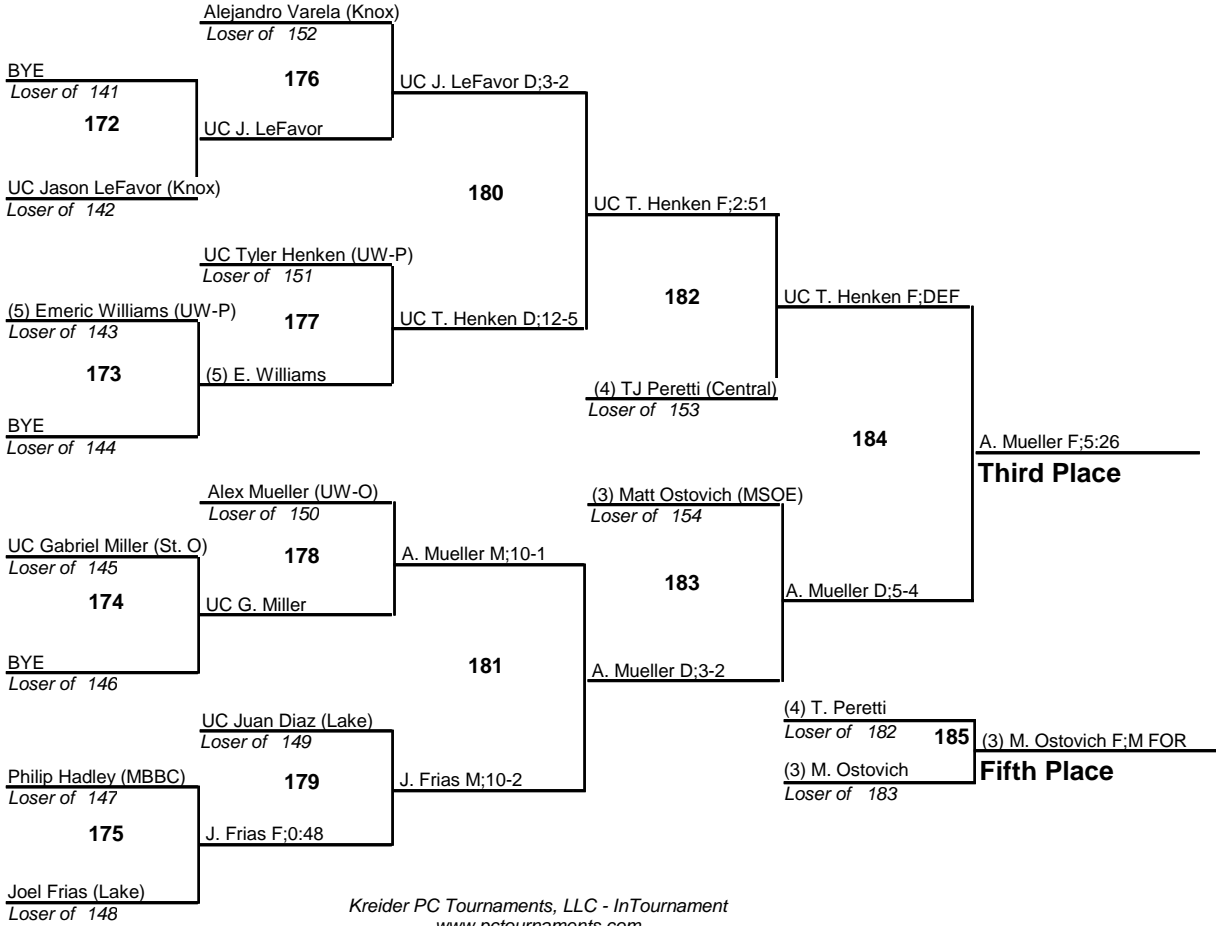 Alejandro Varela (Knox)
Loser of 152
BYE
Loser of 141
176
UC J. LeFavor D;3-2
172
UC J. LeFavor
UC Jason LeFavor (Knox)
Loser of 142
180
UC T. Henken F;2:51
UC Tyler Henken (UW-P)
Loser of 151
(5) Emeric Williams (UW-P)
Loser of 143
177
UC T. Henken D;12-5
182
UC T. Henken F;DEF
173
(5) E. Williams
(4) TJ Peretti (Central)
Loser of 153
BYE
Loser of 144
184
A. Mueller F;5:26
Third Place
Alex Mueller (UW-O)
Loser of 150
(3) Matt Ostovich (MSOE)
Loser of 154
UC Gabriel Miller (St. O)
Loser of 145
178
A. Mueller M;10-1
183
A. Mueller D;5-4
174
UC G. Miller
BYE
Loser of 146
181
A. Mueller D;3-2
UC Juan Diaz (Lake)
Loser of 149
(4) T. Peretti
Loser of 182
185
(3) M. Ostovich F;M FOR
Fifth Place
(3) M. Ostovich
Loser of 183
Philip Hadley (MBBC)
Loser of 147
179
J. Frias M;10-2
175
J. Frias F;0:48
Joel Frias (Lake)
Loser of 148
Kreider PC Tournaments, LLC - InTournament
www.pctournaments.com